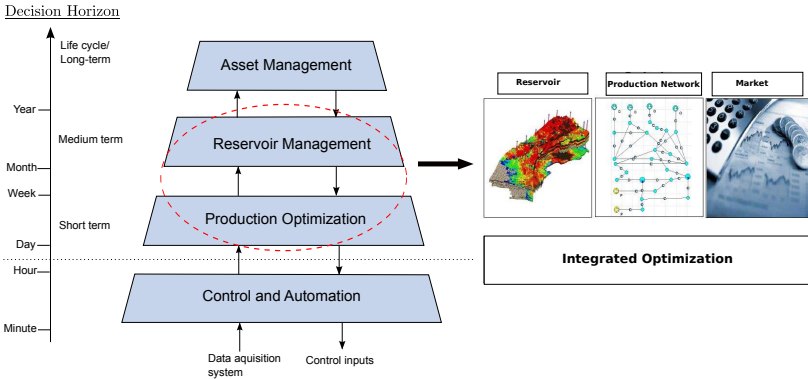 Decision Horizon
Life cycle/
Long-term
Asset Management
Year
Medium term
Reservoir Management
Month
Week
Short term
Production Optimization
Day
Hour
Control and Automation
Minute
Data aquisition
system
Control inputs
Reservoir
Production Network
Market
Integrated Optimization